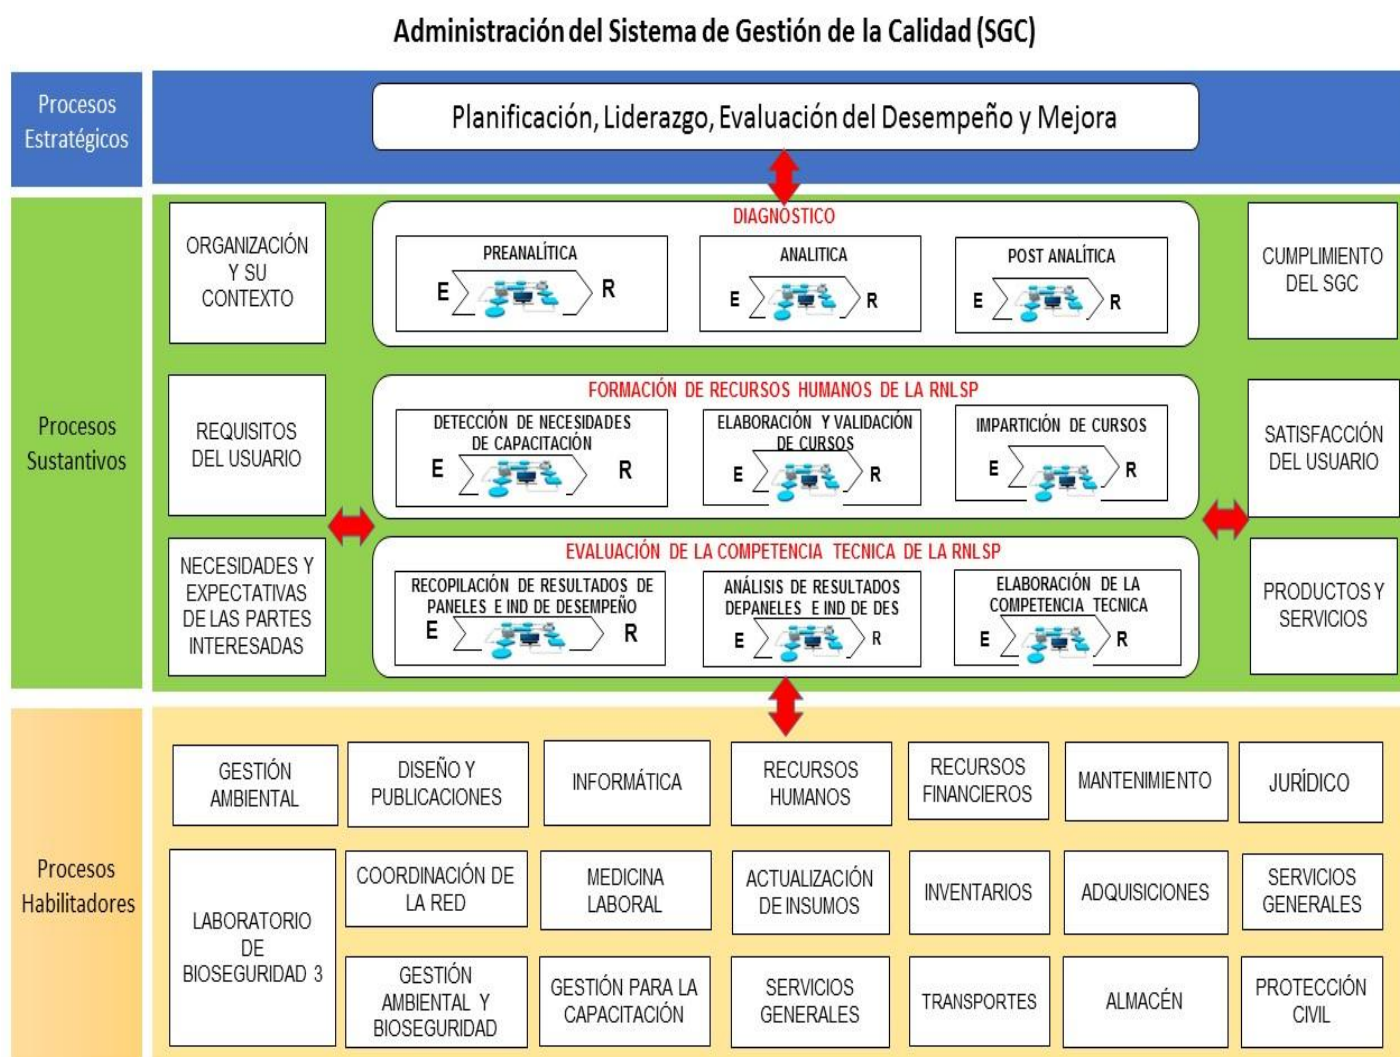 Administración del Sistema de Gestión de la Calidad (SGC)
Procesos
Estratégicos
Planificación, Liderazgo, Evaluación del Desempeño y Mejora
Procesos
Sustantivos
ORGANIZACIÓN
Y SU
CONTEXTO
REQUISITOS
DEL USUARIO
NECESIDADES Y
EXPECTATIVAS
DE LAS PARTES
INTERESADAS
DIAGNÓSTICO
PREANALÍTICA
E
R
ANALITICA
E
R
POST ANALÍTICA
E
R
FORMACIÓN DE RECURSOS HUMANOS DE LA RNLSP
DETECCIÓN DE NECESIDADES
DE CAPACITACIÓN
E
R
ELABORACIÓN Y VALIDACIÓN
DE CURSOS
E
R
IMPARTICIÓN DE CURSOS
E
R
EVALUACIÓN DE LA COMPETENCIA TECNICA DE LA RNLSP
RECOPILACIÓN DE RESULTADOS DE
PANELES E IND DE DESEMPEÑO
E
R
ANÁLISIS DE RESULTADOS
DEPANELES E IND DE DES
E
R
ELABORACIÓN DE LA
COMPETENCIA TECNICA
E
R
CUMPLIMIENTO
DEL SGC
SATISFACCIÓN
DEL USUARIO
PRODUCTOS Y
SERVICIOS
Procesos
Habilitadores
GESTIÓN
AMBIENTAL
DISEÑO Y
PUBLICACIONES
INFORMÁTICA
RECURSOS
HUMANOS
RECURSOS
FINANCIEROS
MANTENIMIENTO
JURÍDICO
LABORATORIO
DE
BIOSEGURIDAD 3
COORDINACIÓN DE
LA RED
MEDICINA
LABORAL
ACTUALIZACIÓN
DE INSUMOS
INVENTARIOS
ADQUISICIONES
SERVICIOS
GENERALES
GESTIÓN
AMBIENTAL Y
BIOSEGURIDAD
GESTIÓN PARA LA
CAPACITACIÓN
SERVICIOS
GENERALES
TRANSPORTES
ALMACÉN
PROTECCIÓN
CIVIL